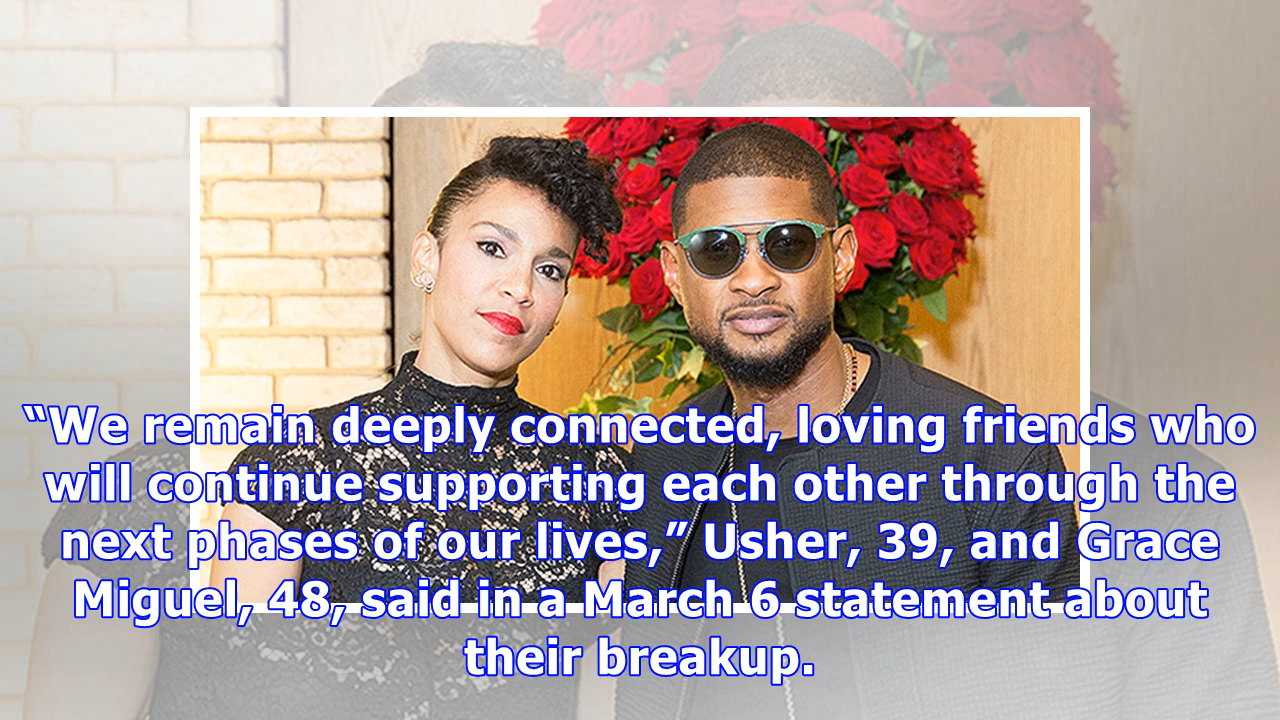 “We remain deeply connected, loving friends who
will continue supporting each other through the
next phases of our lives,” Usher, 39, and Grace
Miguel, 48, said in a March 6 statement about
their breakup.